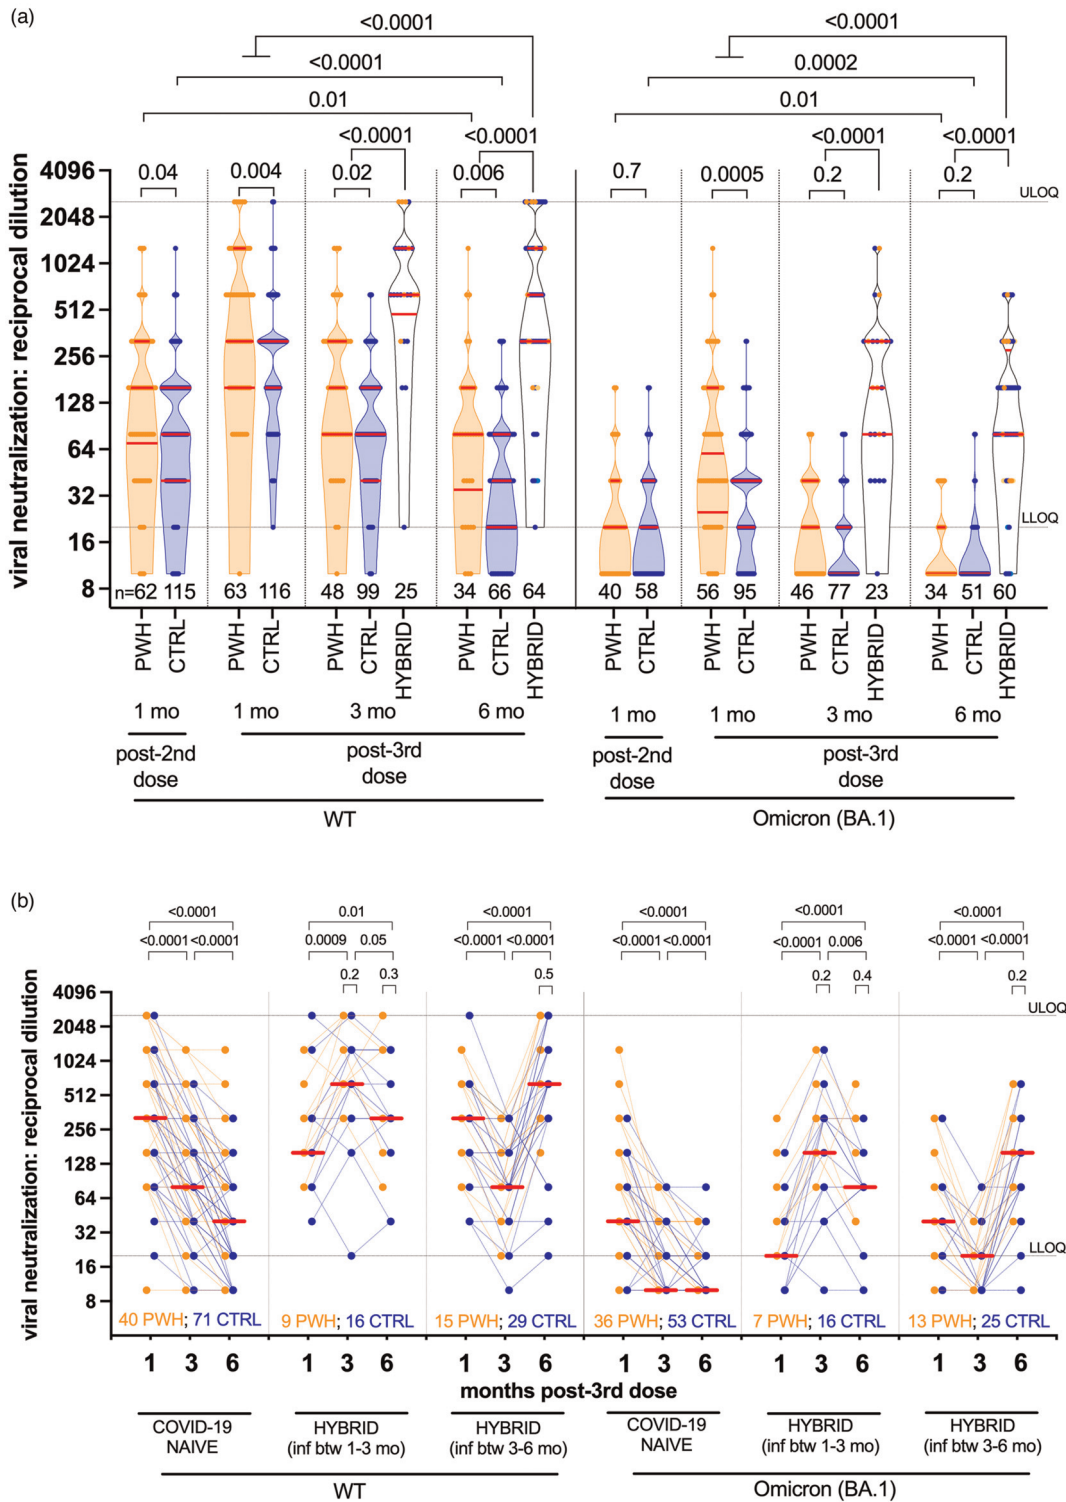 (a)
<0.0001 <0.0001
<0.0001 0.0002
0.01 0.01
<0.0001 <0.0001 <0.0001 <0.0001
0.04 0.004 0.02 0.006 0.7 0.0005 0.2 0.2
viral neutralization: reciprocal dilution
4096
ULOQ
2048
1024
512
256
128
64
32
LLOQ
16
8
n=62 115 63 116 48 99 25 34 66 64 40 58 56 95 46 77 23 34 51 60
PWH CTRL PWH CTRL PWH CTRL HYBRID PWH CTRL HYBRID PWH CTRL PWH CTRL PWH CTRL HYBRID PWH CTRL HYBRID
1 mo 1 mo 3 mo 6 mo 1 mo 1 mo 3 mo 6 mo
post-2nd post-3rd post-2nd post-3rd
dose dose dose dose
WT Omicron (BA.1)
(b)
<0.0001 0.01 <0.0001 <0.0001 <0.0001 <0.0001
<0.0001 <0.0001 0.0009 0.05 <0.0001 <0.0001 <0.0001 <0.0001 <0.0001 0.006 <0.0001 <0.0001
0.2 0.3 0.5 0.2 0.4 0.2
viral neutralization: reciprocal dilution
4096
ULOQ
2048
1024
512
256
128
64
32
LLOQ
16
8
40 PWH; 71 CTRL 9 PWH; 16 CTRL 15 PWH; 29 CTRL 36 PWH; 53 CTRL 7 PWH; 16 CTRL 13 PWH; 25 CTRL
1 3 6 1 3 6 1 3 6 1 3 6 1 3 6 1 3 6
months post-3rd dose
COVID-19 HYBRID HYBRID COVID-19 HYBRID HYBRID
NAIVE (inf btw 1-3 mo) (inf btw 3-6 mo) NAIVE (inf btw 1-3 mo) (inf btw 3-6 mo)
WT Omicron (BA.1)